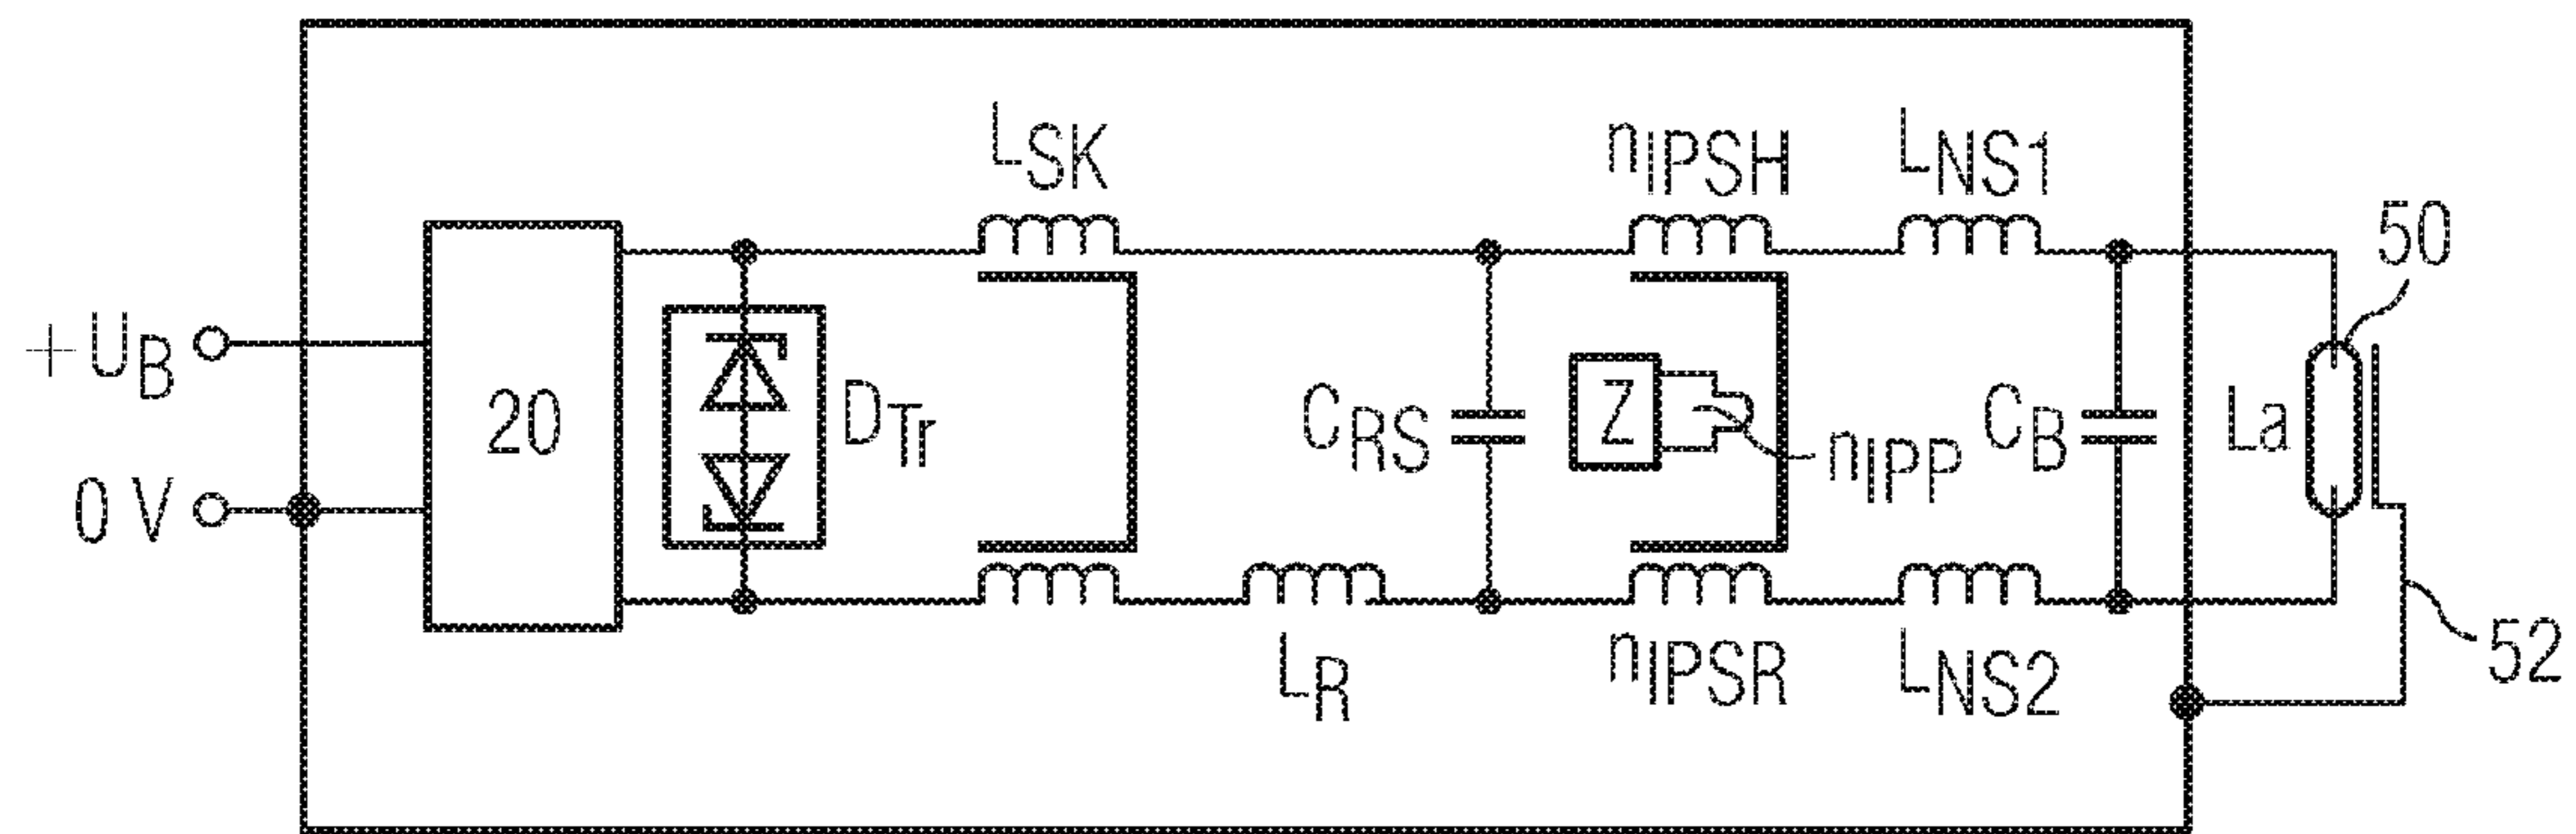 L_SK
n_IPSH
L_NS1
50
+U_B
20
D_Tr
C_RS
Z
n_IPP
C_B
La
0 V
L_R
n_IPSR
L_NS2
52